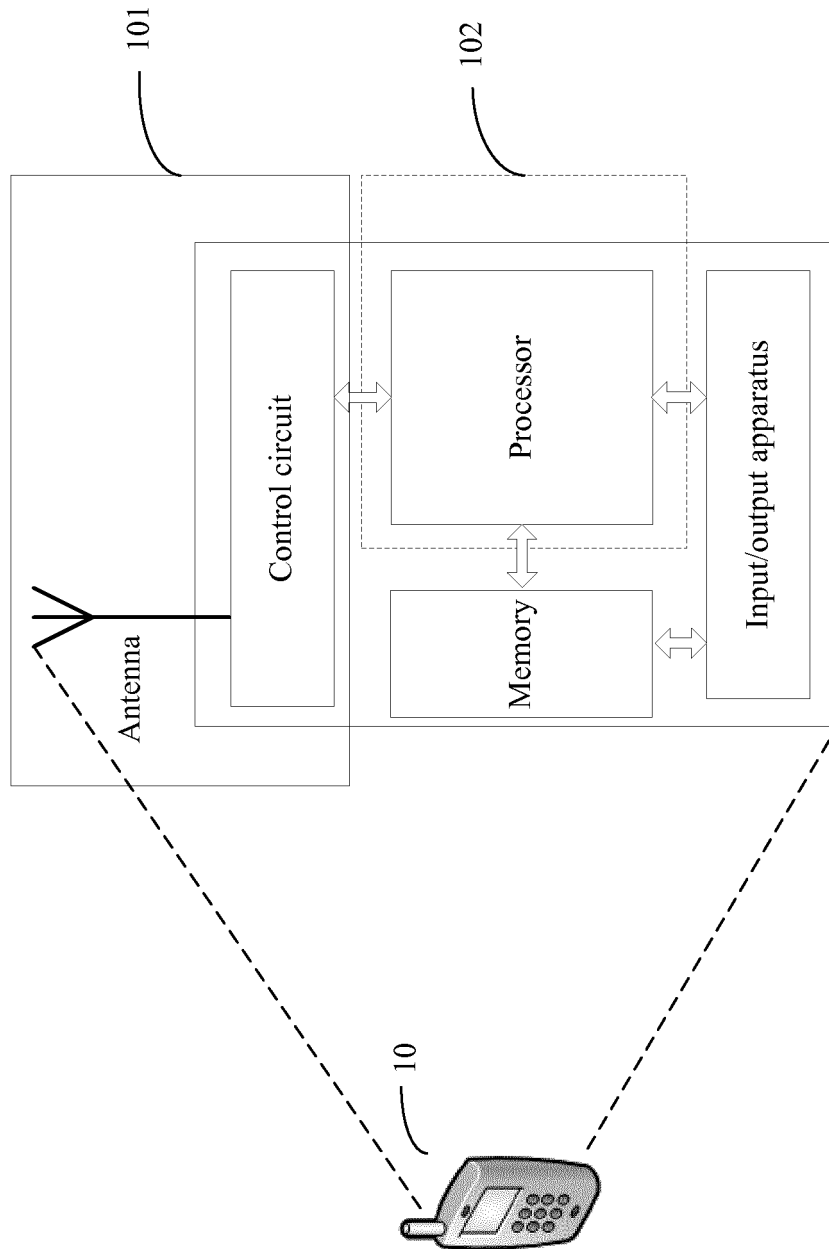 101
102
Antenna
Control circuit
Processor
Memory
Input/output apparatus
10